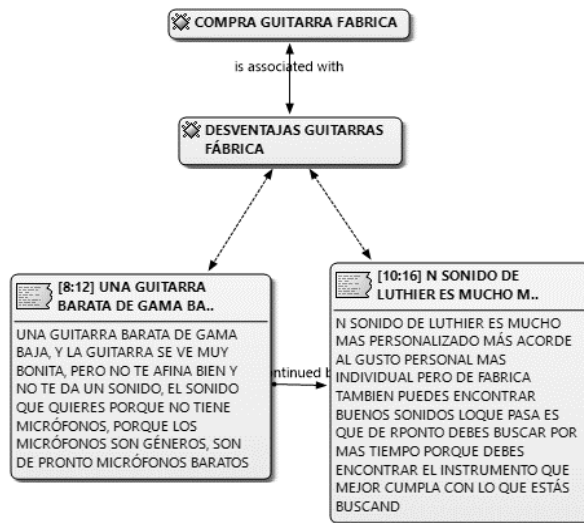 COMPRA GUITARRA FABRICA
is associated with
DESVENTAJAS GUITARRAS
FÁBRICA
[8:12] UNA GUITARRA
BARATA DE GAMA BA..
UNA GUITARRA BARATA DE GAMA
BAJA, Y LA GUITARRA SE VE MUY
BONITA, PERO NO TE AFINA BIEN Y
NO TE DA UN SONIDO, EL SONIDO
QUE QUIERES PORQUE NO TIENE
MICRÓFONOS, PORQUE LOS
MICRÓFONOS SON GÉNEROS, SON
DE PRONTO MICRÓFONOS BARATOS
ontinued b
[10:16] N SONIDO DE
LUTHIER ES MUCHO M..
N SONIDO DE LUTHIER ES MUCHO
MAS PERSONALIZADO MÁS ACORDE
AL GUSTO PERSONAL MAS
INDIVIDUAL PERO DE FABRICA
TAMBIEN PUEDES ENCONTRAR
BUENOS SONIDOS LOQUE PASA ES
QUE DE RPONTO DEBES BUSCAR POR
MAS TIEMPO PORQUE DEBES
ENCONTRAR EL INSTRUMENTO QUE
MEJOR CUMPLA CON LO QUE ESTÁS
BUSCAND